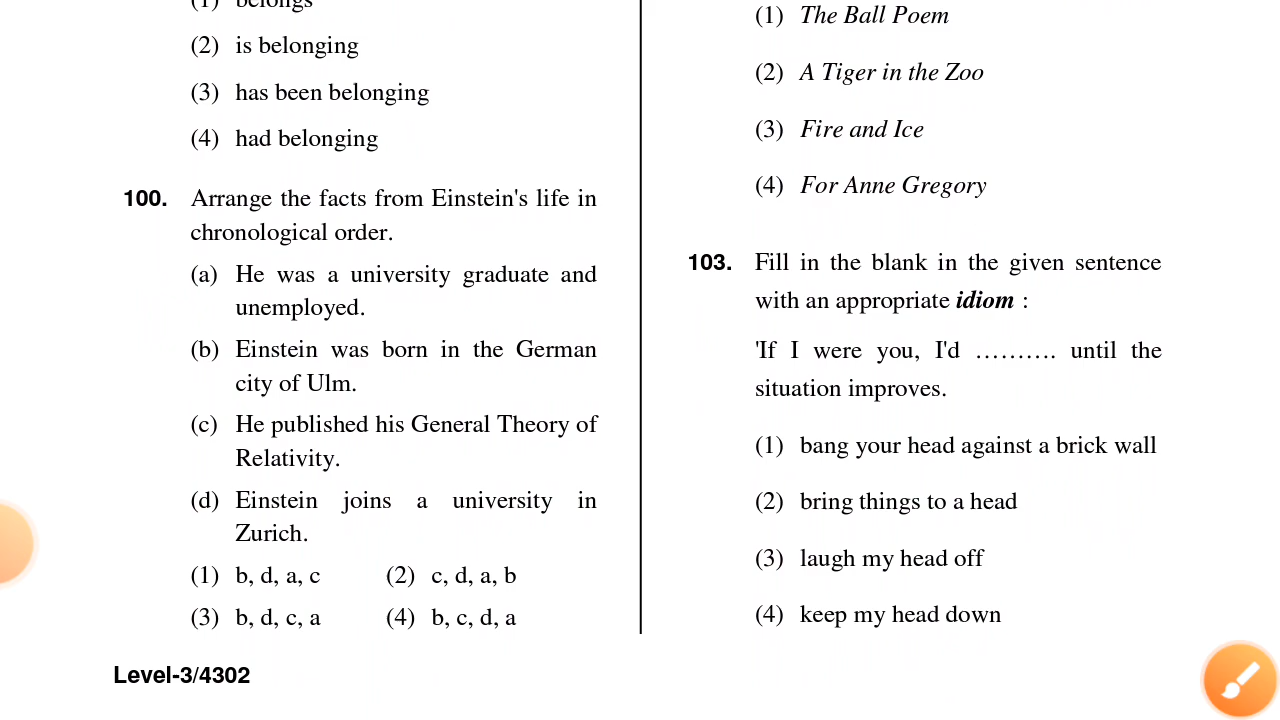 (1) belongs
(2) is belonging
(3) has been belonging
(4) had belonging
100. Arrange the facts from Einstein's life in
chronological order.
(a) He was a university graduate and
unemployed.
(b) Einstein was born in the German
city of Ulm.
(c) He published his General Theory of
Relativity.
(d) Einstein joins a university in
Zurich.
(1) b, d, a, c (2) c, d, a, b
(3) b, d, c, a (4) b, c, d, a
Level-3/4302
(1) The Ball Poem
(2) A Tiger in the Zoo
(3) Fire and Ice
(4) For Anne Gregory
103. Fill in the blank in the given sentence
with an appropriate idiom :
'If I were you, I'd .......... until the
situation improves.
(1) bang your head against a brick wall
(2) bring things to a head
(3) laugh my head off
(4) keep my head down